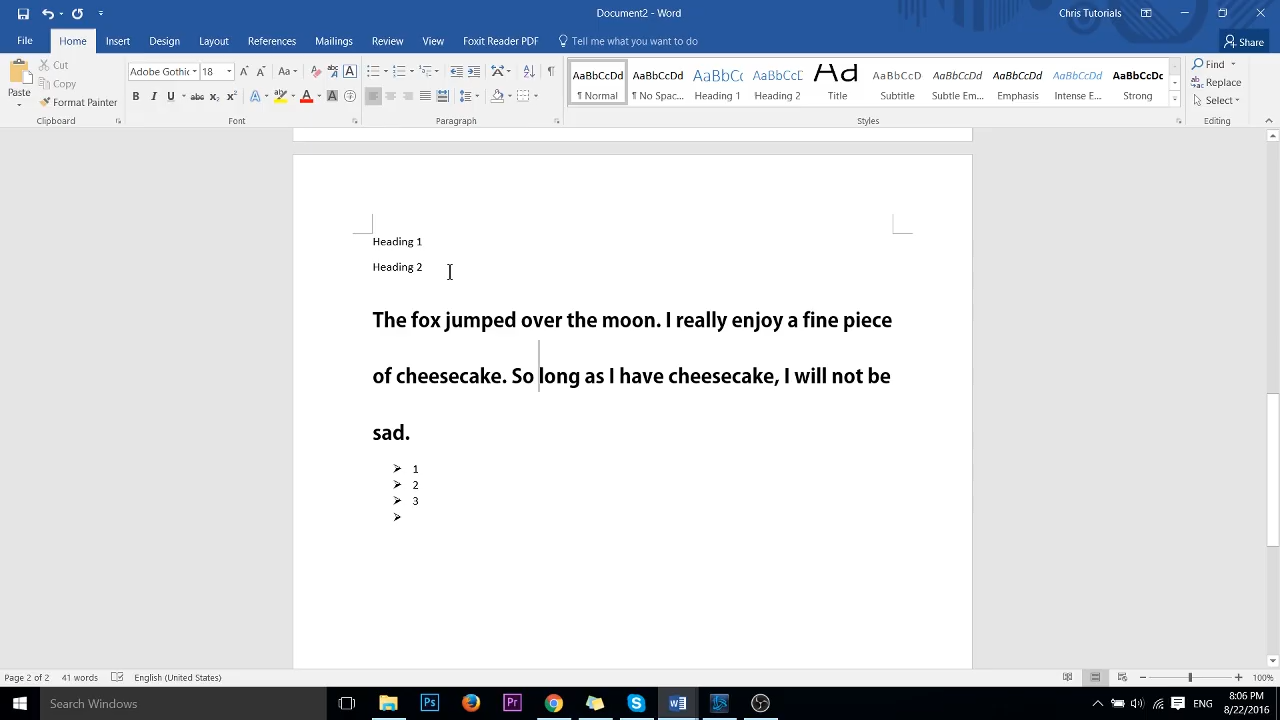 Document2 - Word
Chris Tutorials
File Home Insert Design Layout References Mailings Review View Foxit Reader PDF Tell me what you want to do Share
Paste
Cut
Copy
Format Painter
Clipboard
Adobe Gothic
18
Font
Paragraph
AaBbCcDd AaBbCcDd AaBbCc AaBbCcD Aa AaBbCcD AaBbCcDd AaBbCcDd AaBbCcDd AaBbCcDc
¶ Normal ¶ No Spac... Heading 1 Heading 2 Title Subtitle Subtle Em... Emphasis Intense E... Strong
Styles
Find
Replace
Select
Editing
Heading 1
Heading 2
The fox jumped over the moon. I really enjoy a fine piece
of cheesecake. So long as I have cheesecake, I will not be
sad.
➢ 1
➢ 2
➢ 3
➢
Page 2 of 2 41 words English (United States) 100%
Search Windows
ENG
8:06 PM
8/22/2016